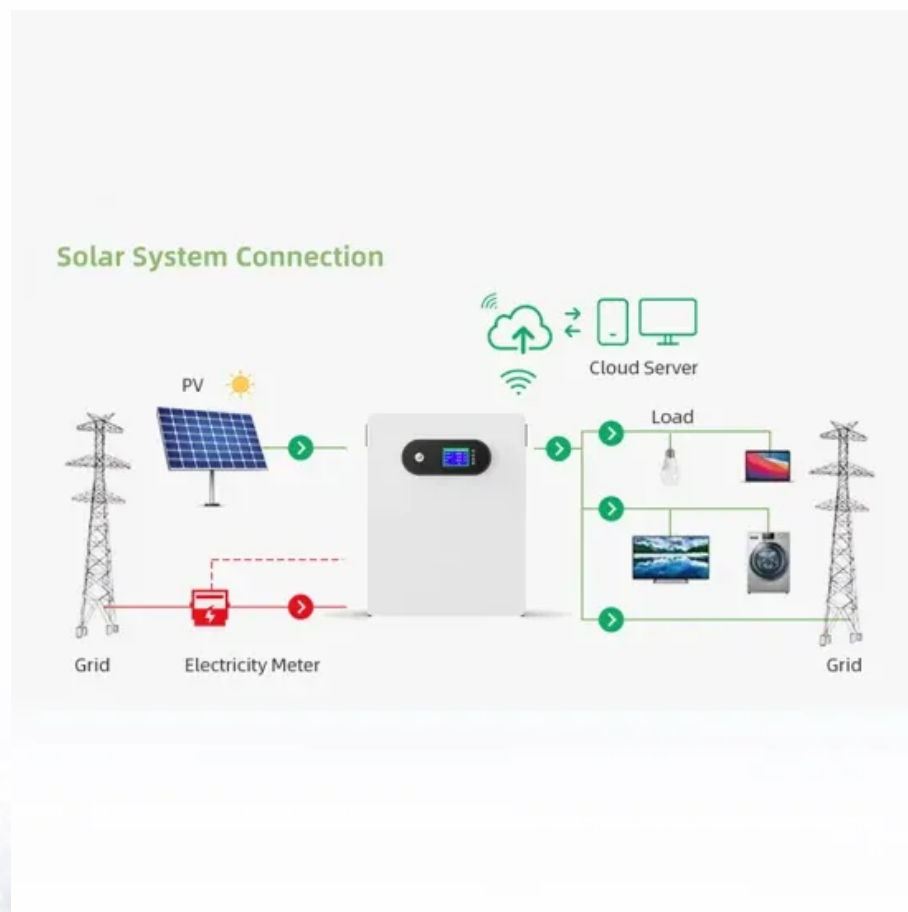 Solar System Connection
Cloud Server
PV
Load
Grid
Electricity Meter
Grid